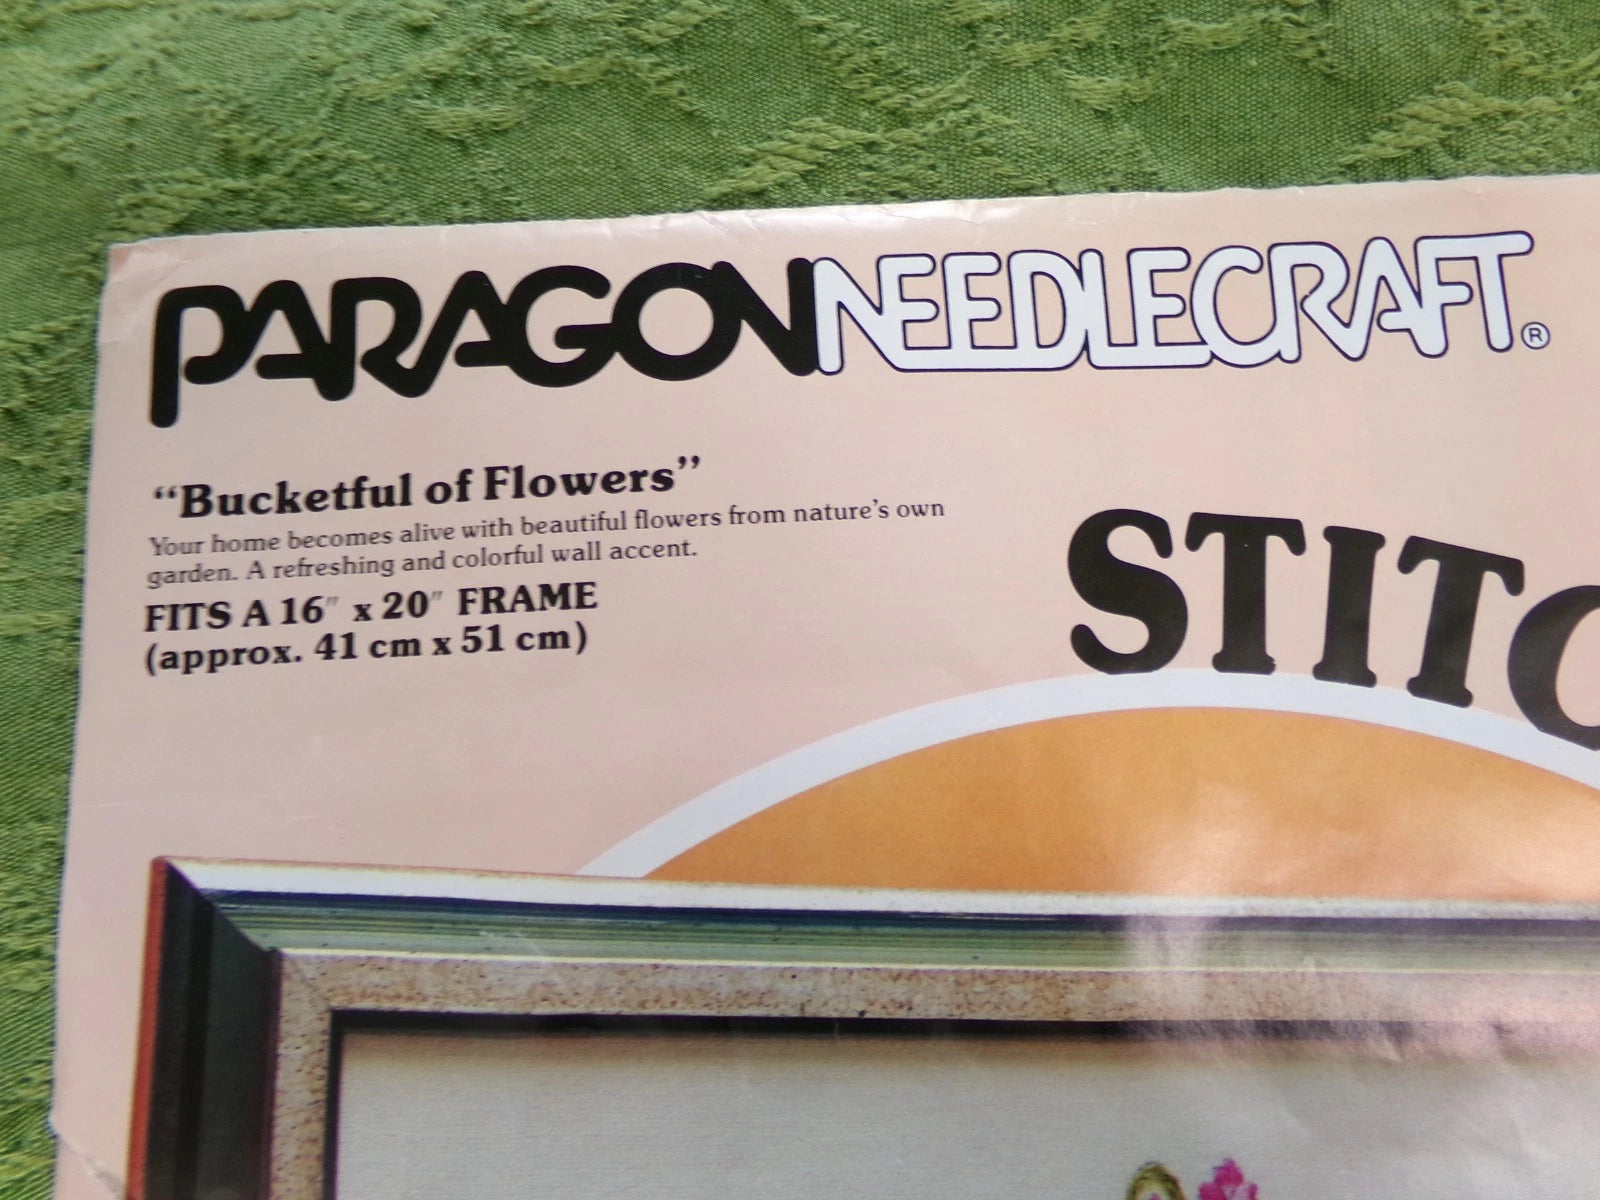 PARAGON NEEDLECRAFT®
“Bucketful of Flowers”
Your home becomes alive with beautiful flowers from nature's own
garden. A refreshing and colorful wall accent.
FITS A 16″ x 20″ FRAME
(approx. 41 cm x 51 cm)
STITC